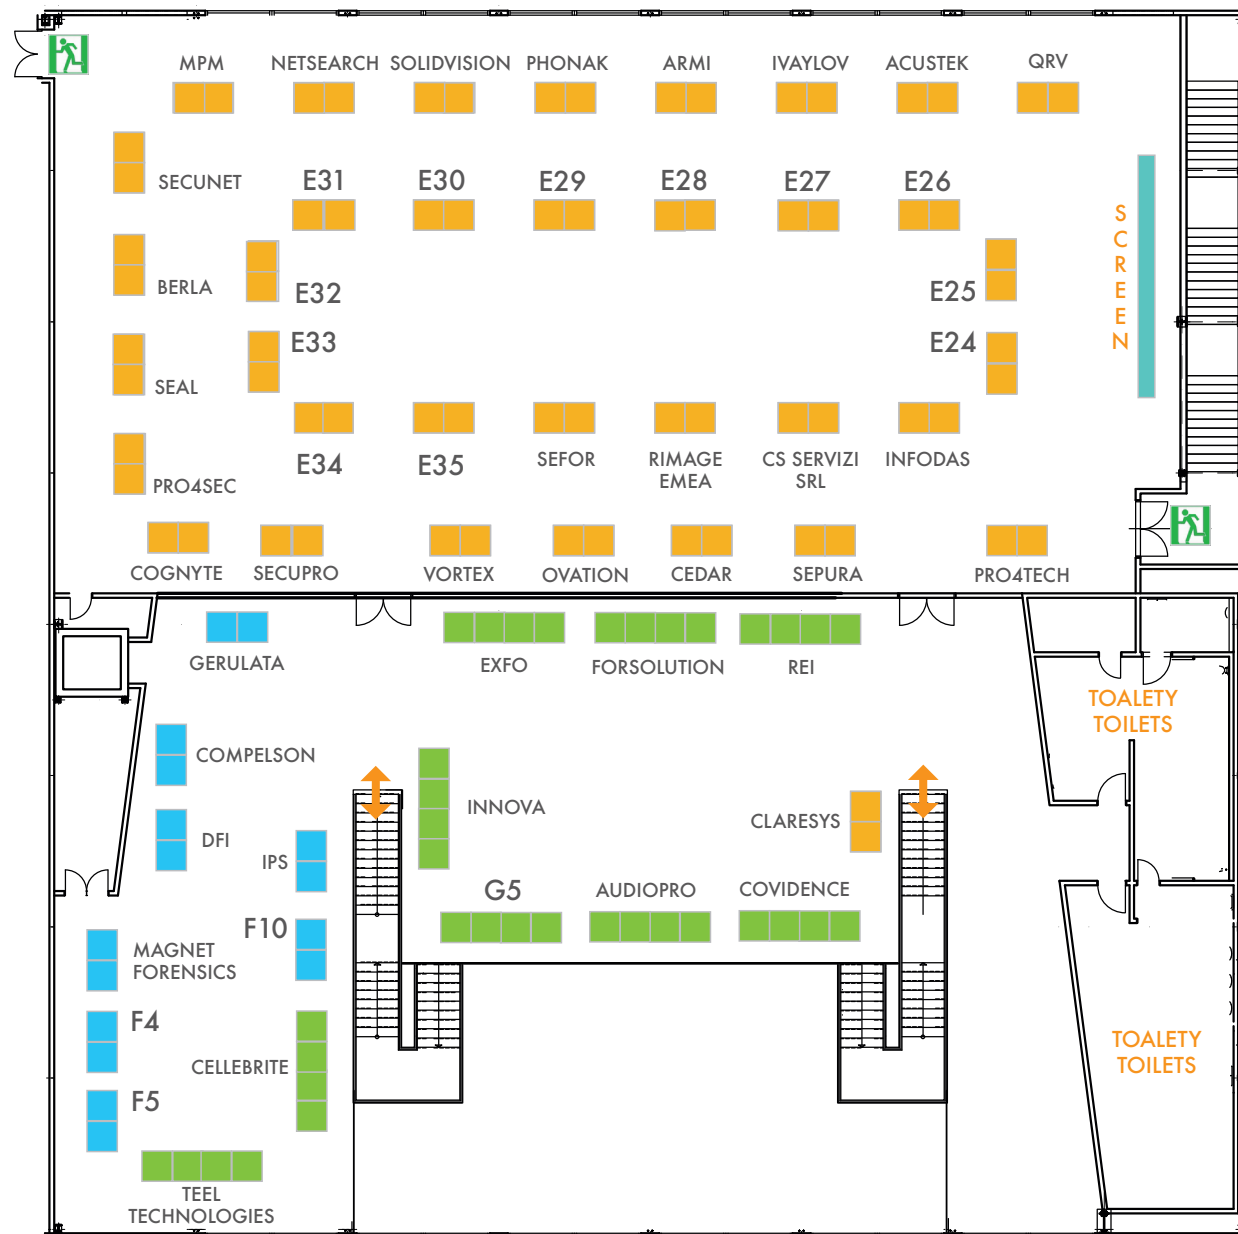 MPM
NETSEARCH
SOLIDVISION
PHONAK
ARMI
IVAYLOV
ACUSTEK
QRV
SECUNET
E31
E30
E29
E28
E27
E26
SCREEN
BERLA
E32
E25
E33
E24
SEAL
E34
E35
SEFOR
RIMAGE
EMEA
CS SERVIZI
SRL
INFODAS
PRO4SEC
COGNYTE
SECUPRO
VORTEX
OVATION
CEDAR
SEPURA
PRO4TECH
GERULATA
EXFO
FORSOLUTION
REI
TOALETY
TOILETS
COMPELSON
INNOVA
CLARESYS
DFI
IPS
G5
AUDIOPRO
COVIDENCE
F10
MAGNET
FORENSICS
F4
CELLEBRITE
TOALETY
TOILETS
F5
TEEL
TECHNOLOGIES